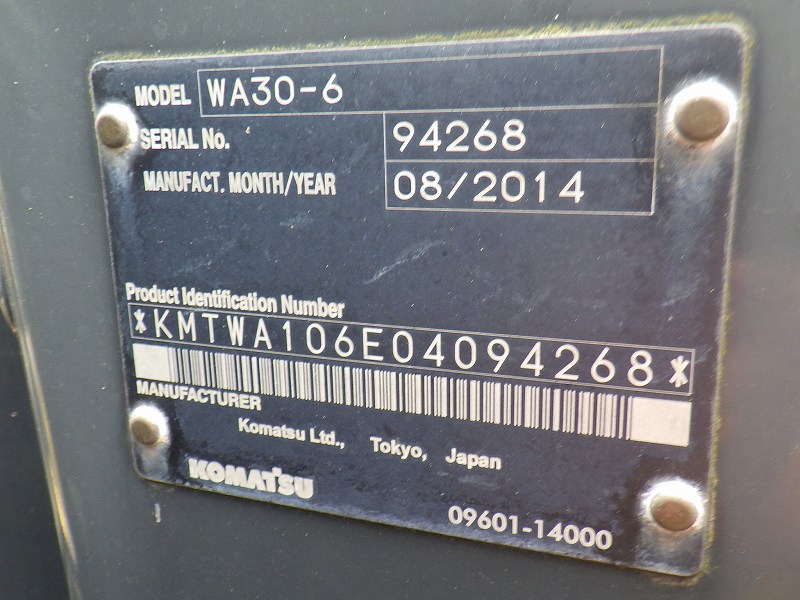 MODEL WA30-6
SERIAL No. 94268
MANUFACT. MONTH/YEAR 08/2014
Product Identification Number
*KMTWA106E04094268*
MANUFACTURER
Komatsu Ltd., Tokyo, Japan
KOMATSU
09601-14000